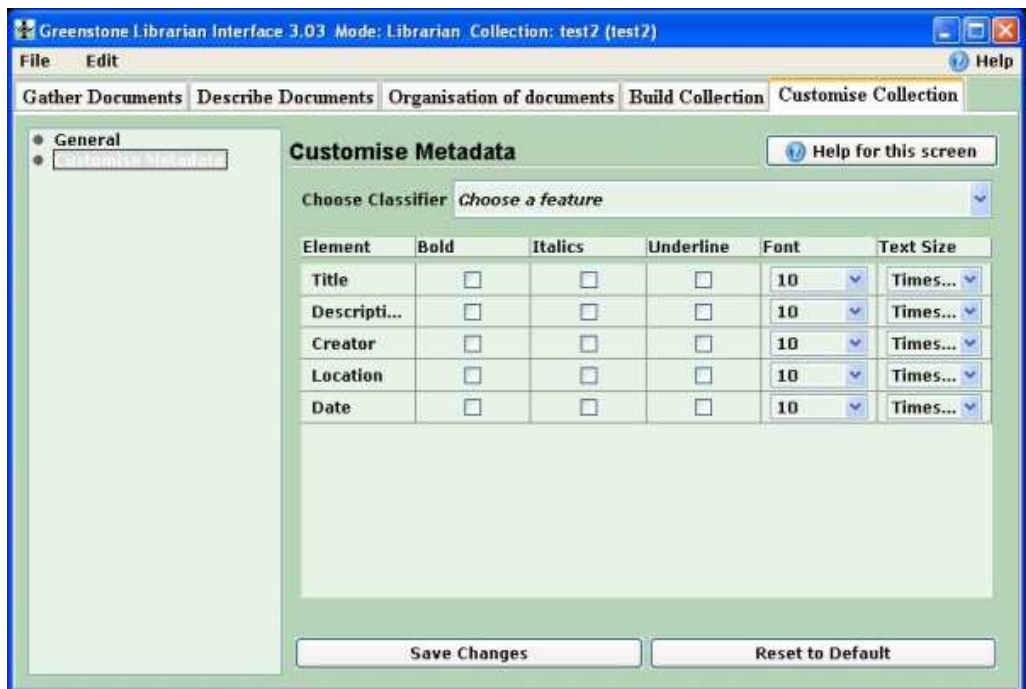 Greenstone Librarian Interface 3.03 Mode: Librarian Collection: test2 (test2)
File Edit Help
Gather Documents Describe Documents Organisation of documents Build Collection Customise Collection
General
Customise Metadata
Customise Metadata
Help for this screen
Choose Classifier Choose a feature
Element Bold Italics Underline Font Text Size
Title 10 Times...
Descripti... 10 Times...
Creator 10 Times...
Location 10 Times...
Date 10 Times...
Save Changes Reset to Default